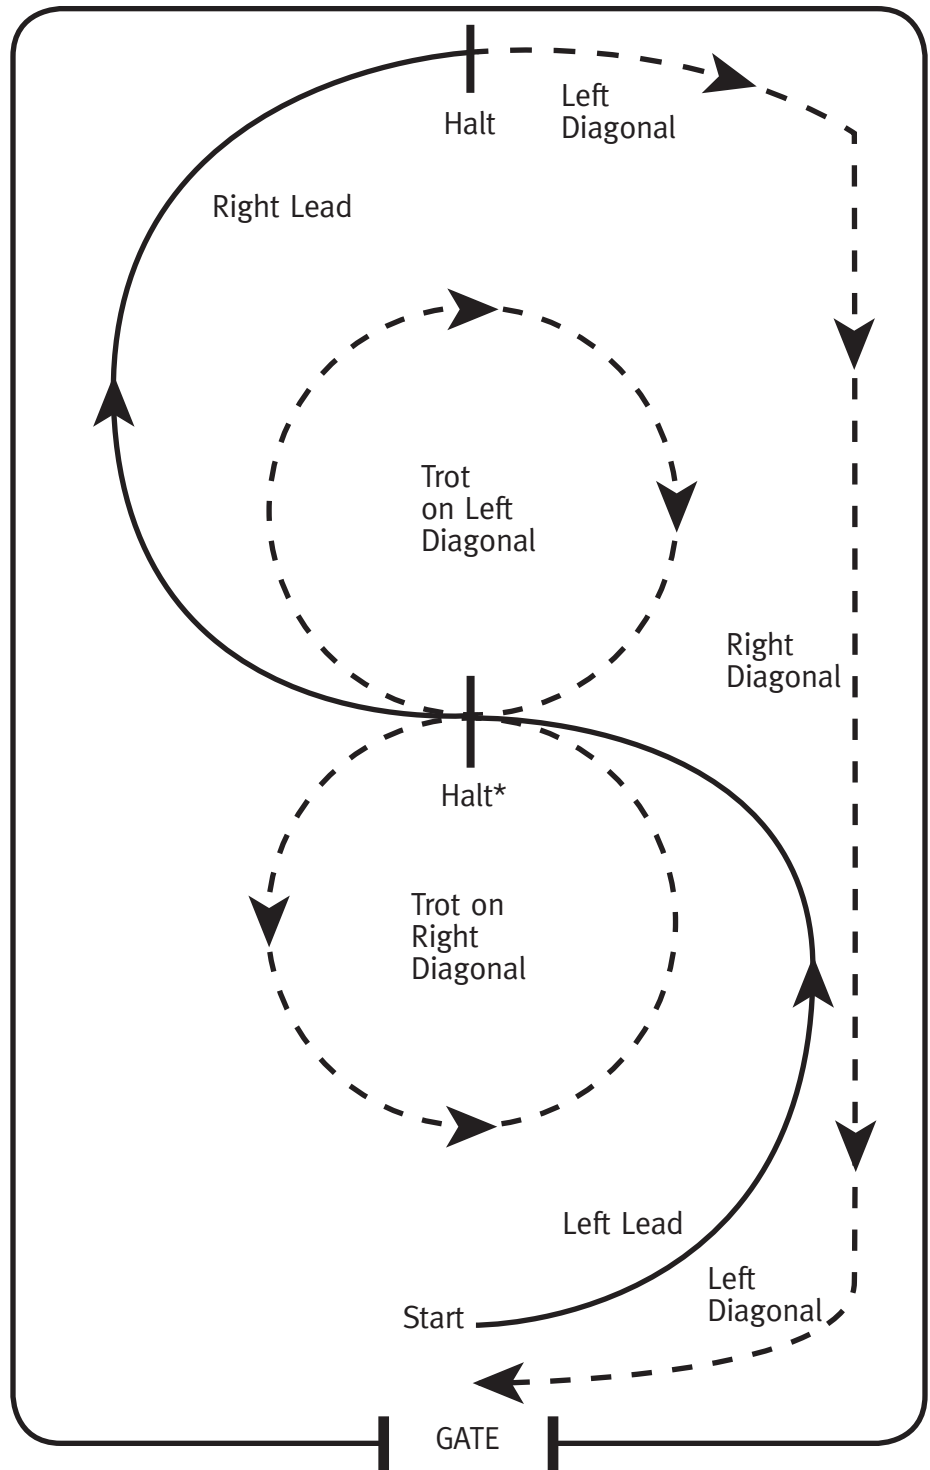 Halt
Left
Diagonal
Right Lead
Trot
on Left
Diagonal
Right
Diagonal
Halt*
Trot on
Right
Diagonal
Left Lead
Left
Diagonal
Start
GATE